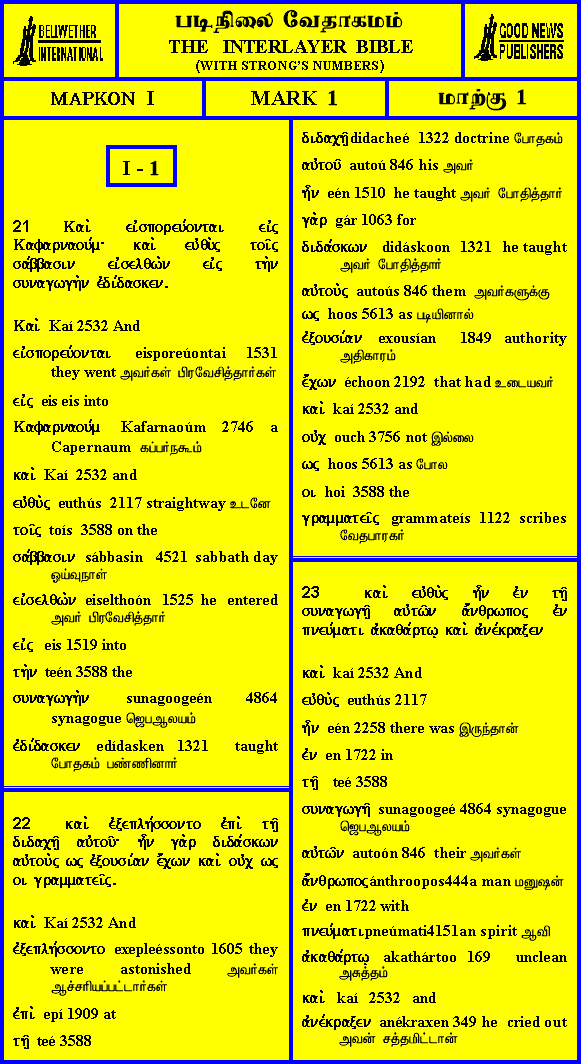 BELLWETHER
INTERNATIONAL
படிநிலை வேதாகமம்
THE INTERLAYER BIBLE
(WITH STRONG'S NUMBERS)
GOOD NEWS
PUBLISHERS
ΜΑΡΚΟΝ I
MARK 1
மாற்கு 1
I - 1
21 Καὶ εἰσπορεύονται εἰς
Καφαρναούμ· καὶ εὐθὺς τοῖς
σάββασιν εἰσελθὼν εἰς τὴν
συναγωγὴν ἐδίδασκεν.
Καὶ Kaí 2532 And
εἰσπορεύονται eisporeúontai 1531
they went அவர்கள் பிரவேசித்தார்கள்
εἰς eis eis into
Καφαρναούμ Kafarnaoúm 2746 a
Capernaum கப்பர்நகூம்
καὶ Kaí 2532 and
εὐθὺς euthús 2117 straightway உடனே
τοῖς toís 3588 on the
σάββασιν sábbasin 4521 sabbath day
ஓய்வுநாள்
εἰσελθὼν eiselthoón 1525 he entered
அவர் பிரவேசித்தார்
εἰς eis 1519 into
τὴν teén 3588 the
συναγωγὴν sunagoogeén 4864
synagogue ஜெபஆலயம்
ἐδίδασκεν edídasken 1321 taught
போதகம் பண்ணினார்
22 καὶ ἐξεπλήσσοντο ἐπὶ τῇ
διδαχῇ αὐτοῦ· ἦν γὰρ διδάσκων
αὐτοὺς ως ἐξουσίαν ἔχων καὶ οὐχ ως
οι γραμματεῖς.
καὶ Kaí 2532 And
ἐξεπλήσσοντο exepleéssonto 1605 they
were astonished அவர்கள்
ஆச்சரியப்பட்டார்கள்
ἐπὶ epí 1909 at
τῇ teé 3588
διδαχῇ didacheé 1322 doctrine போதகம்
αὐτοῦ autoú 846 his அவர்
ἦν eén 1510 he taught அவர் போதித்தார்
γὰρ gár 1063 for
διδάσκων didáskoon 1321 he taught
அவர் போதித்தார்
αὐτοὺς autoús 846 them அவர்களுக்கு
ως hoos 5613 as படியினால்
ἐξουσίαν exousían 1849 authority
அதிகாரம்
ἔχων échoon 2192 that had உடையவர்
καὶ kaí 2532 and
οὐχ ouch 3756 not இல்லை
ως hoos 5613 as போல
οι hoi 3588 the
γραμματεῖς grammateís 1122 scribes
வேதபாரகர்
23 καὶ εὐθὺς ἦν ἐν τῇ
συναγωγῇ αὐτῶν ἄνθρωπος ἐν
πνεύματι ἀκαθάρτῳ καὶ ἀνέκραξεν
καὶ kaí 2532 And
εὐθὺς euthús 2117
ἦν eén 2258 there was இருந்தான்
ἐν en 1722 in
τῇ teé 3588
συναγωγῇ sunagoogeé 4864 synagogue
ஜெபஆலயம்
αὐτῶν autoón 846 their அவர்கள்
ἄνθρωπος ánthroopos444a man மனுஷன்
ἐν en 1722 with
πνεύματι pneúmati4151an spirit ஆவி
ἀκαθάρτῳ akathártoo 169 unclean
அசுத்தம்
καὶ kaí 2532 and
ἀνέκραξεν anékraxen 349 he cried out
அவன் சத்தமிட்டான்